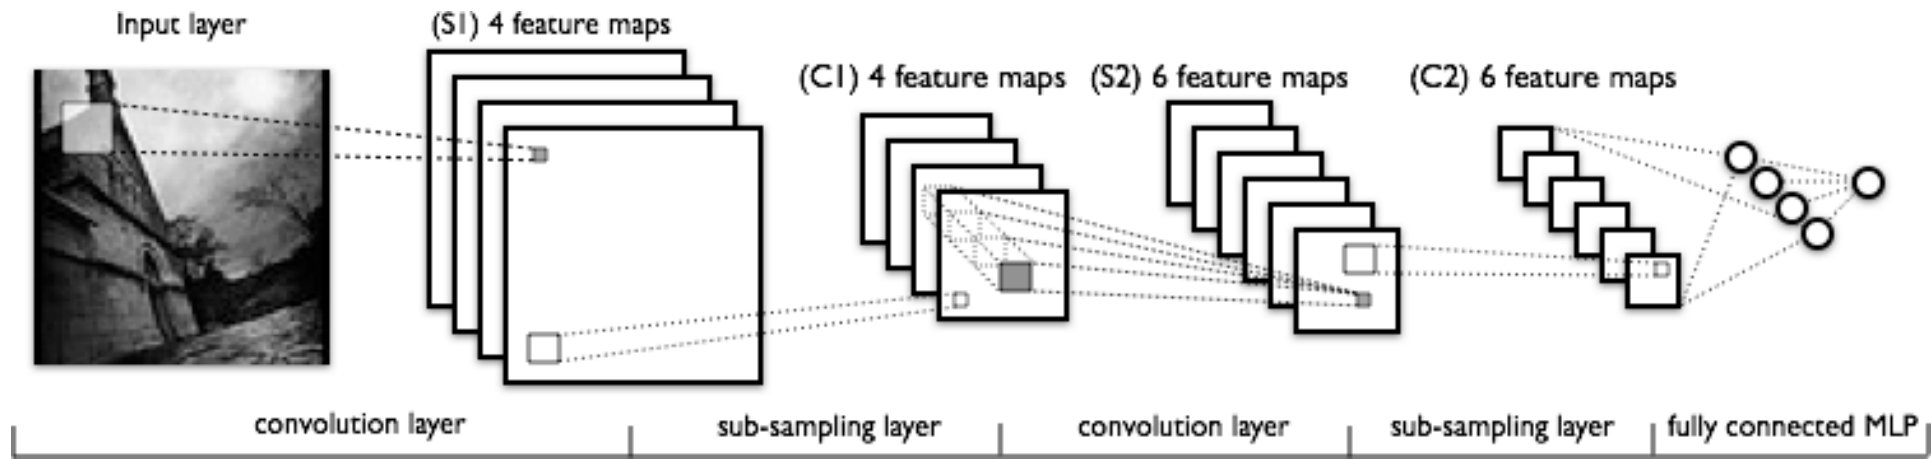 Input layer
(S1) 4 feature maps
(C1) 4 feature maps
(S2) 6 feature maps
(C2) 6 feature maps
convolution layer
sub-sampling layer
convolution layer
sub-sampling layer
fully connected MLP